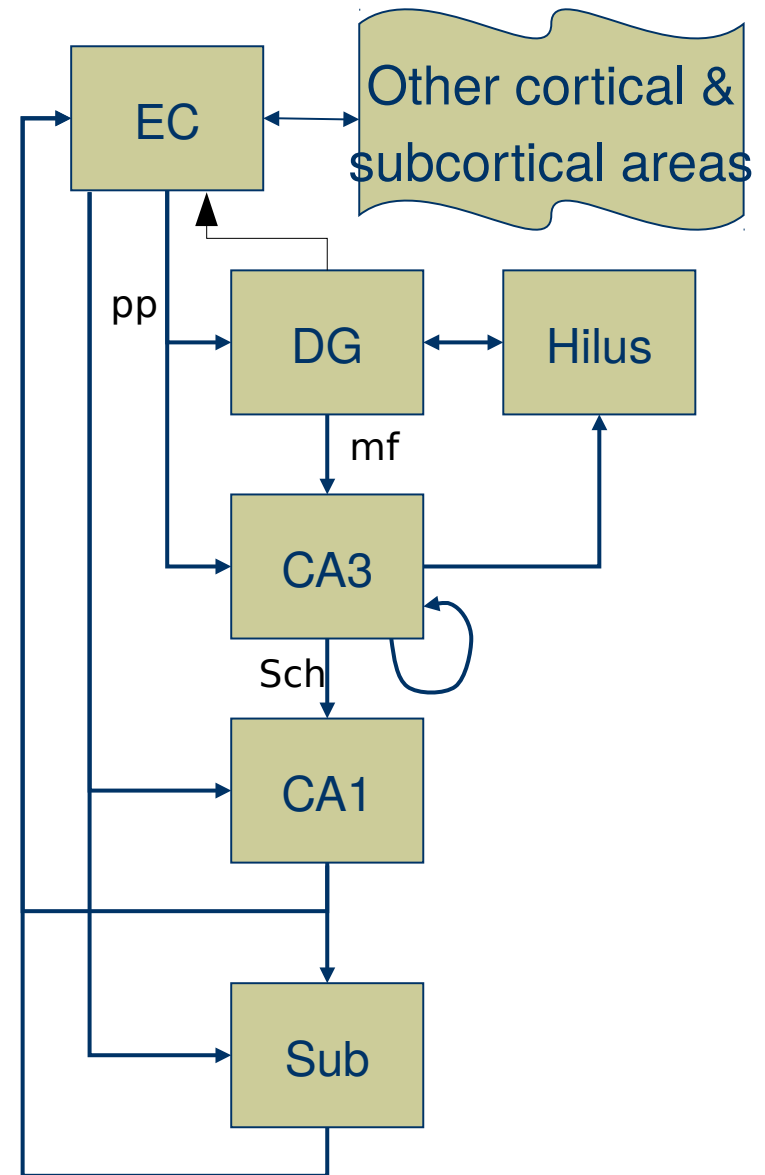 EC
Other cortical &
subcortical areas
pp
DG
Hilus
mf
CA3
Sch
CA1
Sub